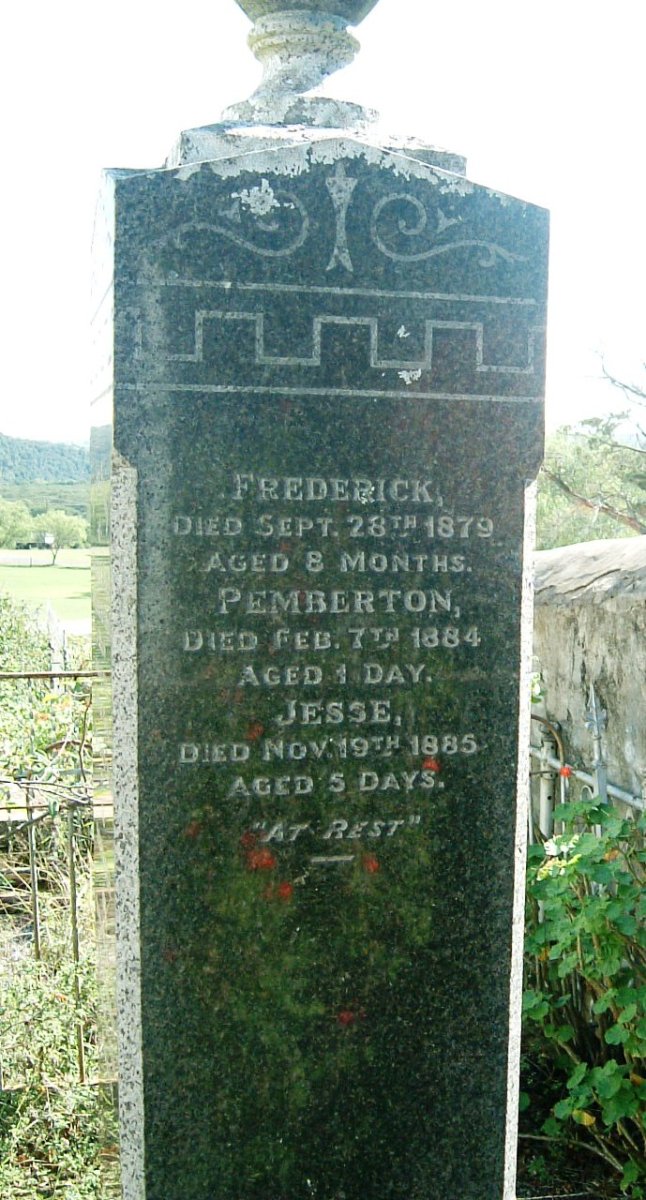 FREDERICK,
DIED SEPT. 28TH 1879
AGED 8 MONTHS.
PEMBERTON,
DIED FEB. 7TH 1884
AGED 1 DAY.
JESSE,
DIED NOV. 19TH 1885
AGED 5 DAYS.
"AT REST"